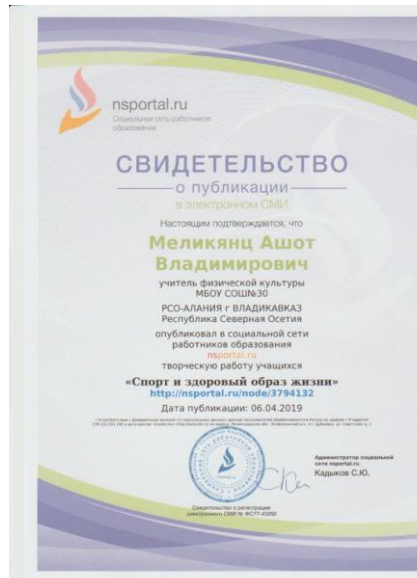 nsportal.ru
Социальная сеть работников
образования
СВИДЕТЕЛЬСТВО
о публикации
в электронном СМИ
Настоящим подтверждается, что
Меликянц Ашот
Владимирович
учитель физической культуры
МБОУ СОШ№30
РСО-АЛАНИЯ г ВЛАДИКАВКАЗ
Республика Северная Осетия
опубликовал в социальной сети
работников образования
nsportal.ru
творческую работу учащихся
«Спорт и здоровый образ жизни»
http://nsportal.ru/node/3794132
Дата публикации: 06.04.2019
Администратор социальной
сети nsportal.ru
Кадыков С.Ю.
Свидетельство о регистрации
электронного СМИ № ФС77-43268